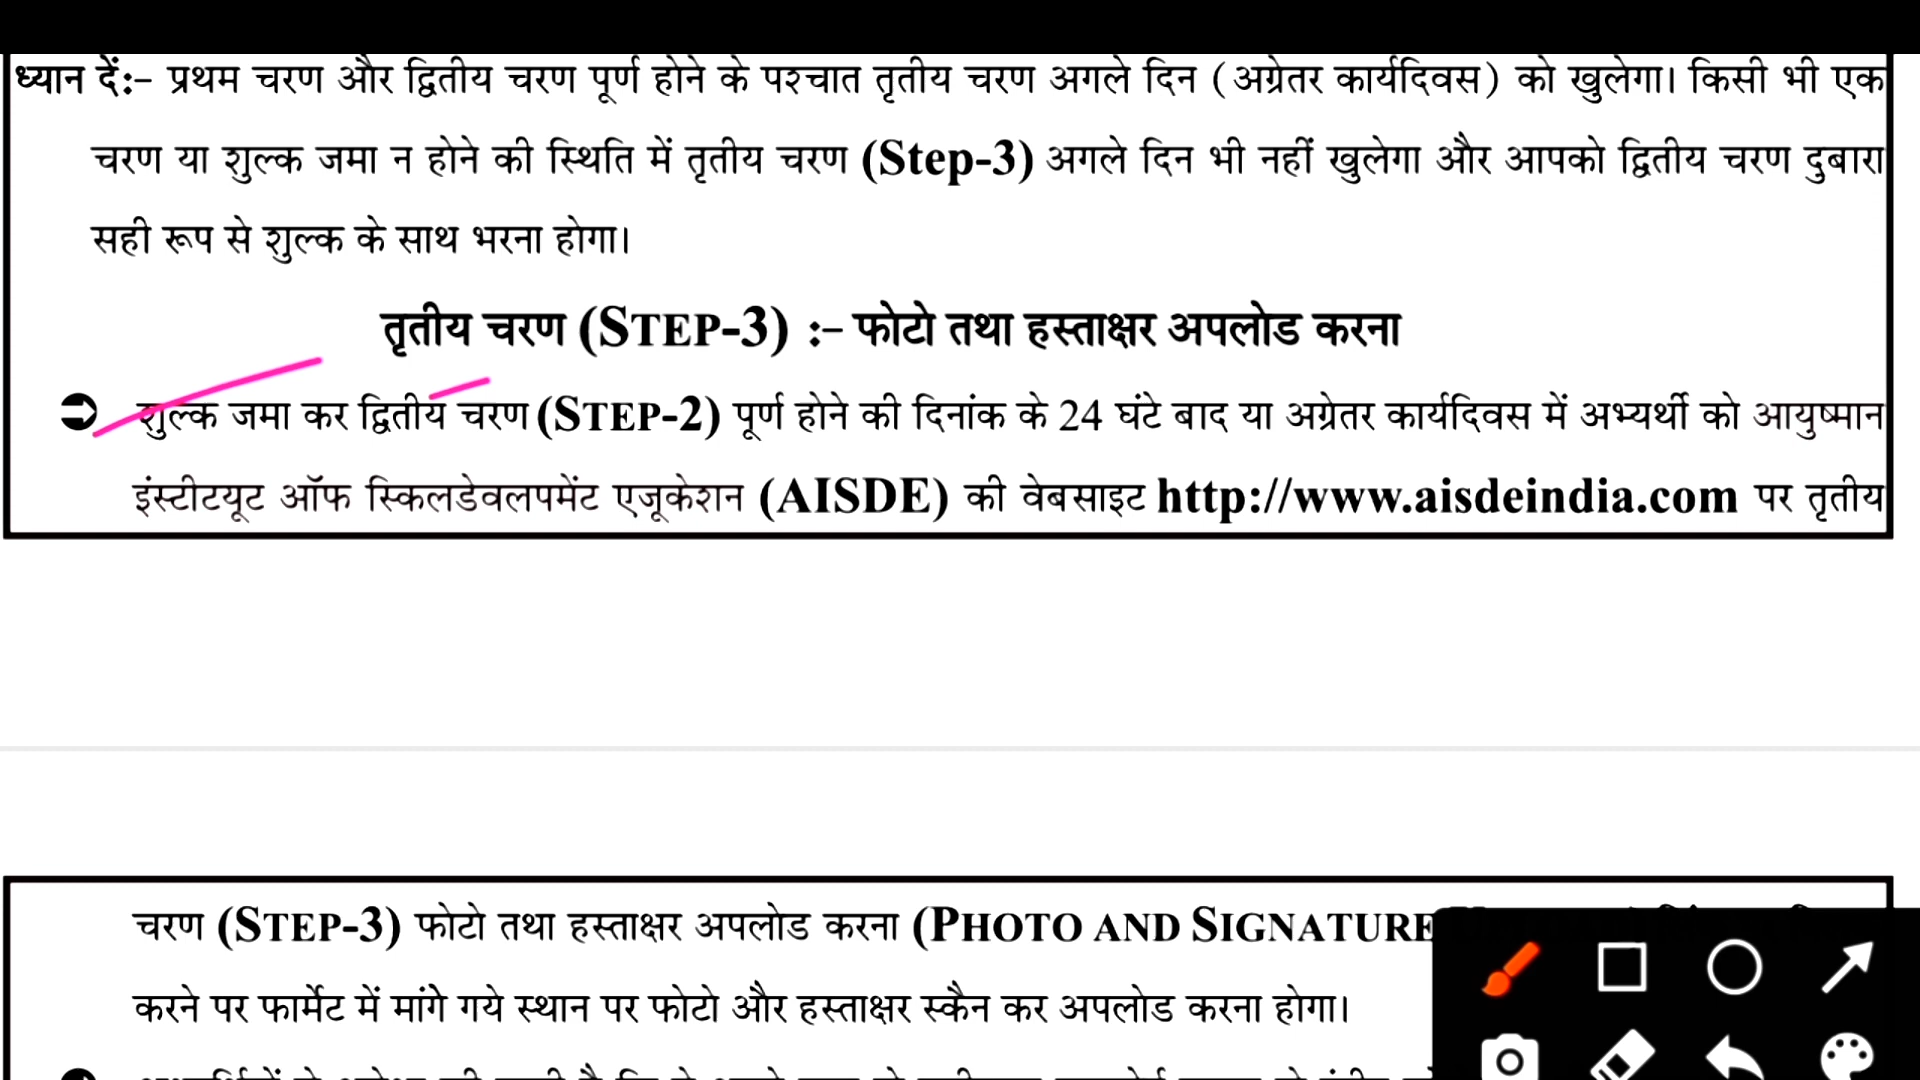 ध्यान दें:– प्रथम चरण और द्वितीय चरण पूर्ण होने के पश्चात तृतीय चरण अगले दिन (अग्रेतर कार्यदिवस) को खुलेगा। किसी भी एक
चरण या शुल्क जमा न होने की स्थिति में तृतीय चरण (Step-3) अगले दिन भी नहीं खुलेगा और आपको द्वितीय चरण दुबारा
सही रूप से शुल्क के साथ भरना होगा।
तृतीय चरण (STEP-3) :– फोटो तथा हस्ताक्षर अपलोड करना
शुल्क जमा कर द्वितीय चरण (STEP-2) पूर्ण होने की दिनांक के 24 घंटे बाद या अग्रेतर कार्यदिवस में अभ्यर्थी को आयुष्मान
इंस्टीटयूट ऑफ स्किलडेवलपमेंट एजूकेशन (AISDE) की वेबसाइट http://www.aisdeindia.com पर तृतीय
चरण (STEP-3) फोटो तथा हस्ताक्षर अपलोड करना (PHOTO AND SIGNATURE
करने पर फार्मेट में मांगे गये स्थान पर फोटो और हस्ताक्षर स्कैन कर अपलोड करना होगा।